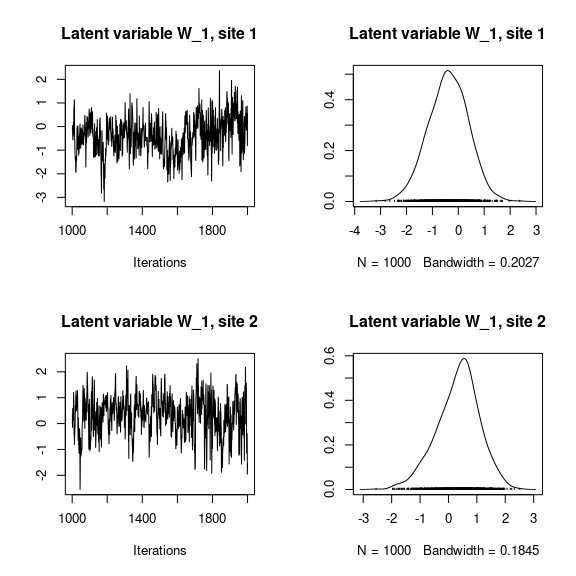 Latent variable W_1, site 1
2
1
0
-1
-2
-3
1000 1400 1800
Iterations
Latent variable W_1, site 1
0.4
0.2
0.0
-4 -3 -2 -1 0 1 2 3
N = 1000 Bandwidth = 0.2027
Latent variable W_1, site 2
2
1
0
-1
-2
1000 1400 1800
Iterations
Latent variable W_1, site 2
0.6
0.4
0.2
0.0
-3 -2 -1 0 1 2 3
N = 1000 Bandwidth = 0.1845